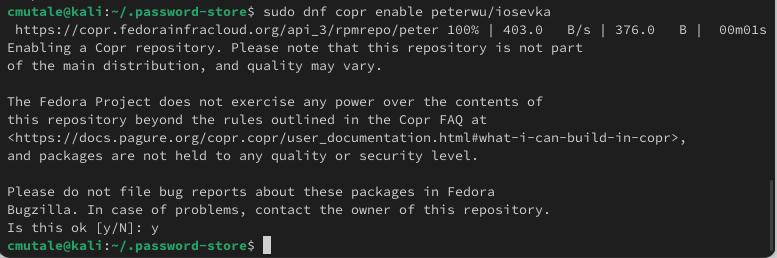 cmutale@kali:~/.password-store$ sudo dnf copr enable peterwu/iosevka
https://copr.fedorainfracloud.org/api_3/rpmrepo/peter 100% | 403.0   B/s | 376.0   B |  00m01s
Enabling a Copr repository. Please note that this repository is not part
of the main distribution, and quality may vary.

The Fedora Project does not exercise any power over the contents of
this repository beyond the rules outlined in the Copr FAQ at
<https://docs.pagure.org/copr.copr/user_documentation.html#what-i-can-build-in-copr>,
and packages are not held to any quality or security level.

Please do not file bug reports about these packages in Fedora
Bugzilla. In case of problems, contact the owner of this repository.
Is this ok [y/N]: y
cmutale@kali:~/.password-store$